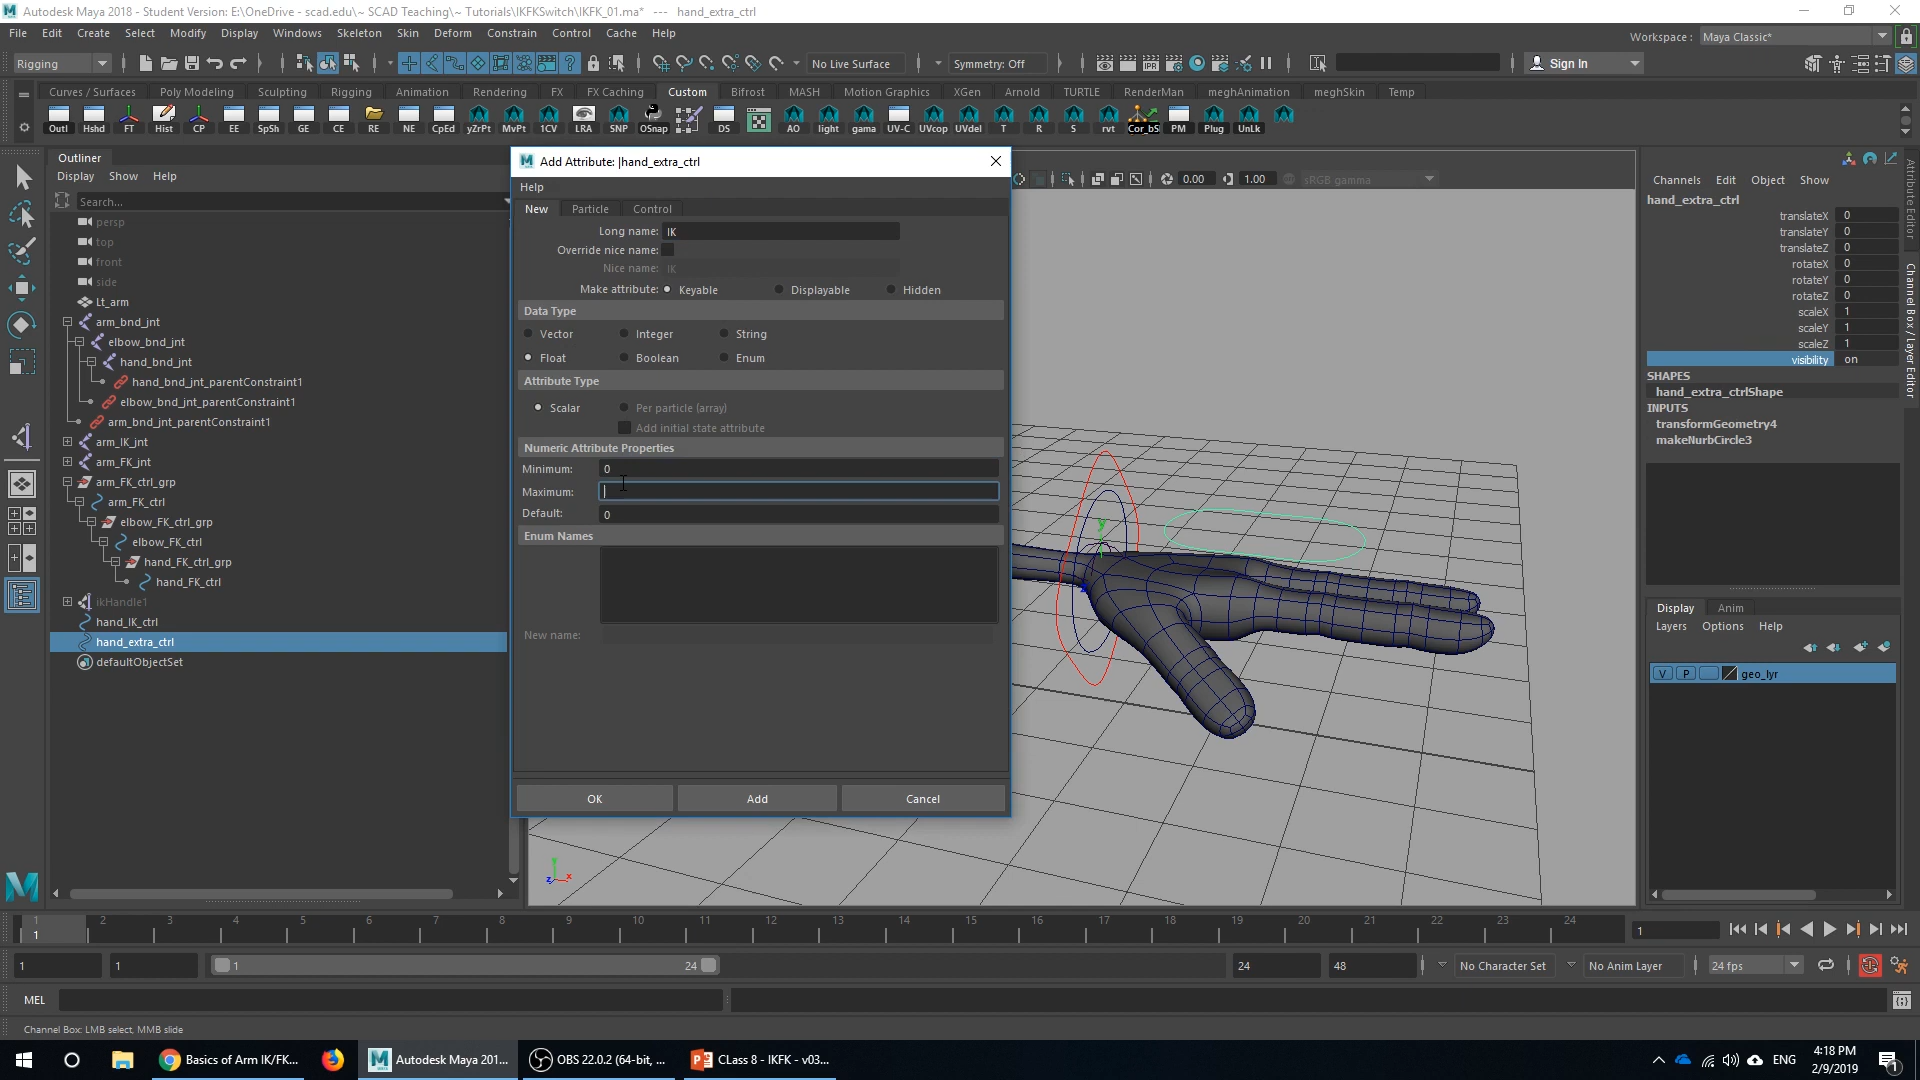 Autodesk Maya 2018 - Student Version: E:\OneDrive - scad.edu\~ SCAD Teaching\~ Tutorials\IKFKSwitch\IKFK_01.ma* --- hand_extra_ctrl
File Edit Create Select Modify Display Windows Skeleton Skin Deform Constrain Control Cache Help
Workspace : Maya Classic*
Rigging No Live Surface Symmetry: Off Sign In
Curves / Surfaces Poly Modeling Sculpting Rigging Animation Rendering FX FX Caching Custom Bifrost MASH Motion Graphics XGen Arnold TURTLE RenderMan meghAnimation meghSkin Temp
Outl Hshd FT Hist CP EE SpSh GE CE RE NE CpEd yZrPt MvPt 1CV LRA SNP OSnap DS AO light gama UV-C UVcop UVdel T R S rvt Cor_bS PM Plug UnLk
Outliner
Display Show Help
Search...
persp
top
front
side
Lt_arm
arm_bnd_jnt
elbow_bnd_jnt
hand_bnd_jnt
hand_bnd_jnt_parentConstraint1
elbow_bnd_jnt_parentConstraint1
arm_bnd_jnt_parentConstraint1
arm_IK_jnt
arm_FK_jnt
arm_FK_ctrl_grp
arm_FK_ctrl
elbow_FK_ctrl_grp
elbow_FK_ctrl
hand_FK_ctrl_grp
hand_FK_ctrl
ikHandle1
hand_IK_ctrl
hand_extra_ctrl
defaultObjectSet
Add Attribute: |hand_extra_ctrl
Help
New Particle Control
Long name: IK
Override nice name:
Nice name: IK
Make attribute: Keyable Displayable Hidden
Data Type
Vector Integer String
Float Boolean Enum
Attribute Type
Scalar Per particle (array)
Add initial state attribute
Numeric Attribute Properties
Minimum: 0
Maximum:
Default: 0
Enum Names
New name:
OK Add Cancel
0.00 1.00 sRGB gamma
y
y
z x
Channels Edit Object Show
hand_extra_ctrl
translateX 0
translateY 0
translateZ 0
rotateX 0
rotateY 0
rotateZ 0
scaleX 1
scaleY 1
scaleZ 1
visibility on
SHAPES
hand_extra_ctrlShape
INPUTS
transformGeometry4
makeNurbCircle3
Attribute Editor
Channel Box / Layer Editor
Display Anim
Layers Options Help
V P geo_lyr
1 2 3 4 5 6 7 8 9 10 11 12 13 14 15 16 17 18 19 20 21 22 23 24
1 1
1 1 1 24 24 48 No Character Set No Anim Layer 24 fps
MEL
Channel Box: LMB select, MMB slide
Basics of Arm IK/FK... Autodesk Maya 201... OBS 22.0.2 (64-bit, ... CLass 8 - IKFK - v03...
ENG 4:18 PM
2/9/2019
1